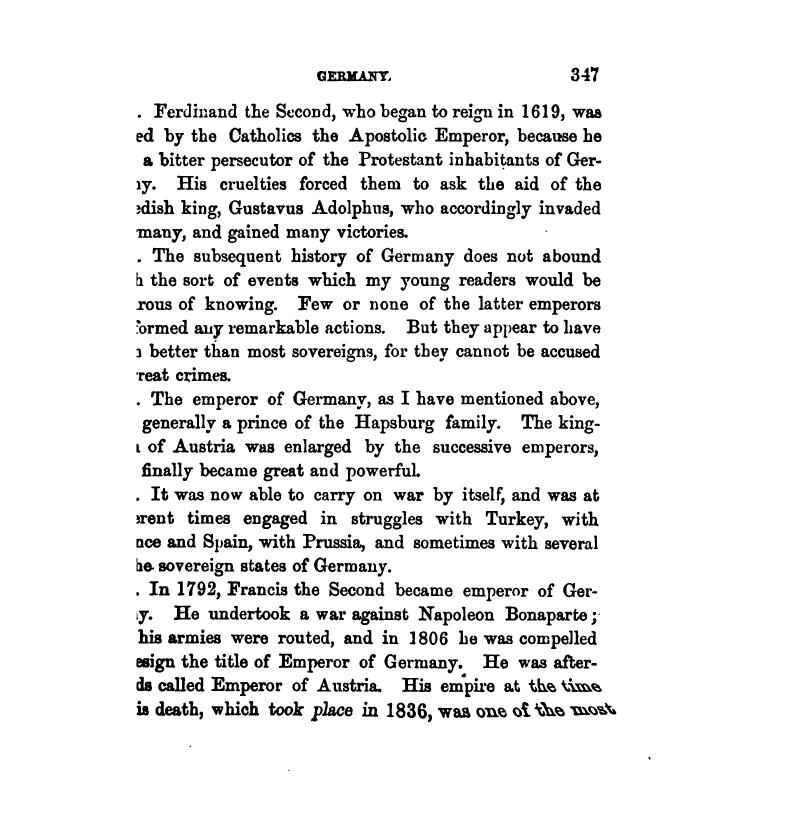 GERMANY. 347
. Ferdinand the Second, who began to reign in 1619, was
ed by the Catholics the Apostolic Emperor, because he
a bitter persecutor of the Protestant inhabitants of Ger-
y. His cruelties forced them to ask the aid of the
dish king, Gustavus Adolphus, who accordingly invaded
many, and gained many victories.
. The subsequent history of Germany does not abound
h the sort of events which my young readers would be
rous of knowing. Few or none of the latter emperors
formed any remarkable actions. But they appear to have
n better than most sovereigns, for they cannot be accused
reat crimes.
. The emperor of Germany, as I have mentioned above,
generally a prince of the Hapsburg family. The king-
of Austria was enlarged by the successive emperors,
finally became great and powerful.
. It was now able to carry on war by itself, and was at
erent times engaged in struggles with Turkey, with
nce and Spain, with Prussia, and sometimes with several
he sovereign states of Germany.
. In 1792, Francis the Second became emperor of Ger-
y. He undertook a war against Napoleon Bonaparte;
his armies were routed, and in 1806 he was compelled
esign the title of Emperor of Germany. He was after-
ds called Emperor of Austria. His empire at the time
is death, which took place in 1836, was one of the most